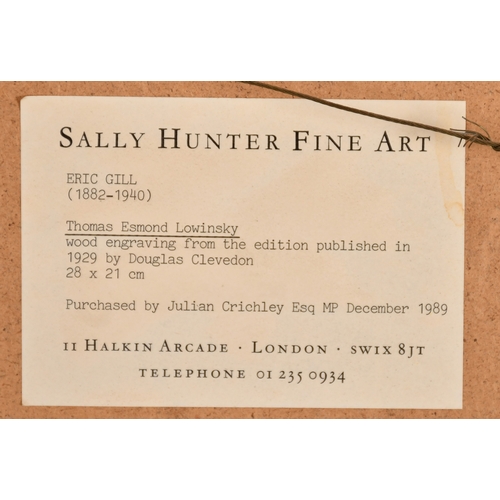 SALLY HUNTER FINE ART
ERIC GILL
(1882-1940)
Thomas Esmond Lowinsky
wood engraving from the edition published in
1929 by Douglas Clevedon
28 x 21 cm
Purchased by Julian Crichley Esq MP December 1989
11 HALKIN ARCADE · LONDON · SW1X 8JT
TELEPHONE 01 235 0934